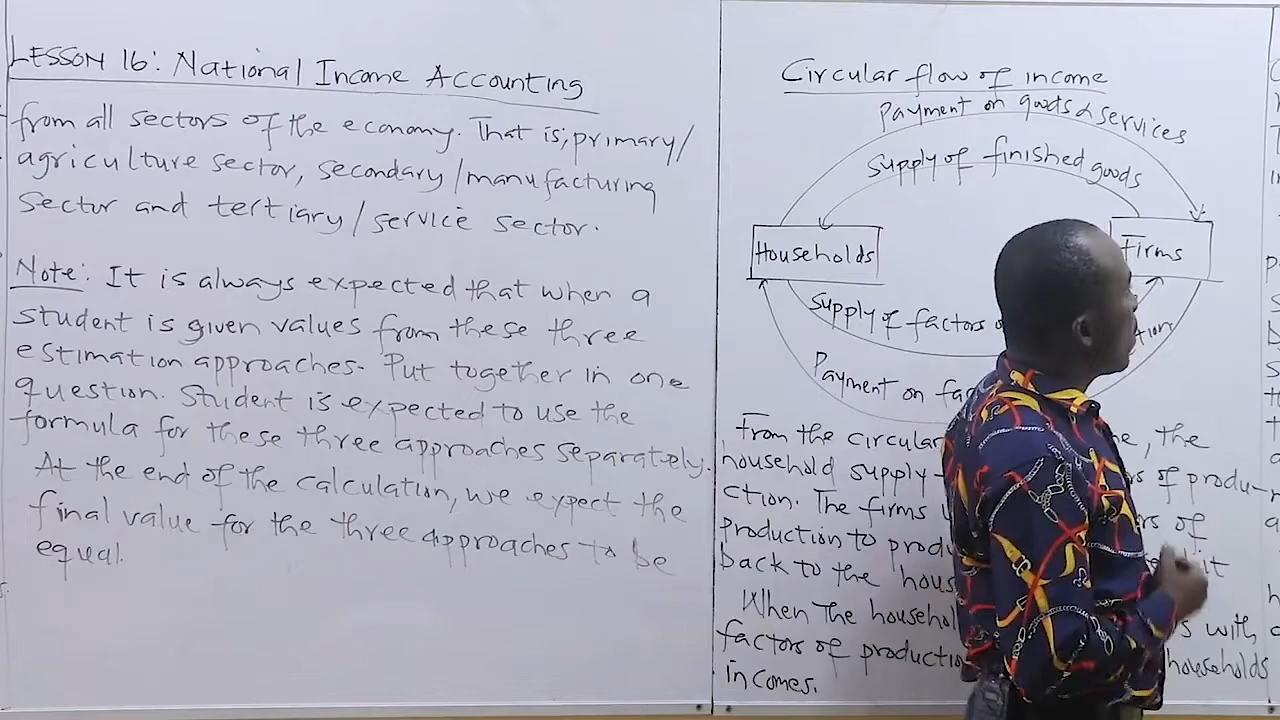 LESSON 16: National Income Accounting
from all sectors of the economy. That is; primary/
agriculture sector, secondary/manufacturing
sector and tertiary/service sector.
Note: It is always expected that when a
student is given values from these three
estimation approaches. Put together in one
question. Student is expected to use the
formula for these three approaches separately.
At the end of the calculation, we expect the
final value for the three approaches to be
equal.
Circular flow of income
Payment on goods & services
Supply of finished goods
Households
Firms
Supply of factors
Payment on
From the circular the
household supply of produ-
ction. The firms of
production to it
back to the
When the with
factors of households
incomes.